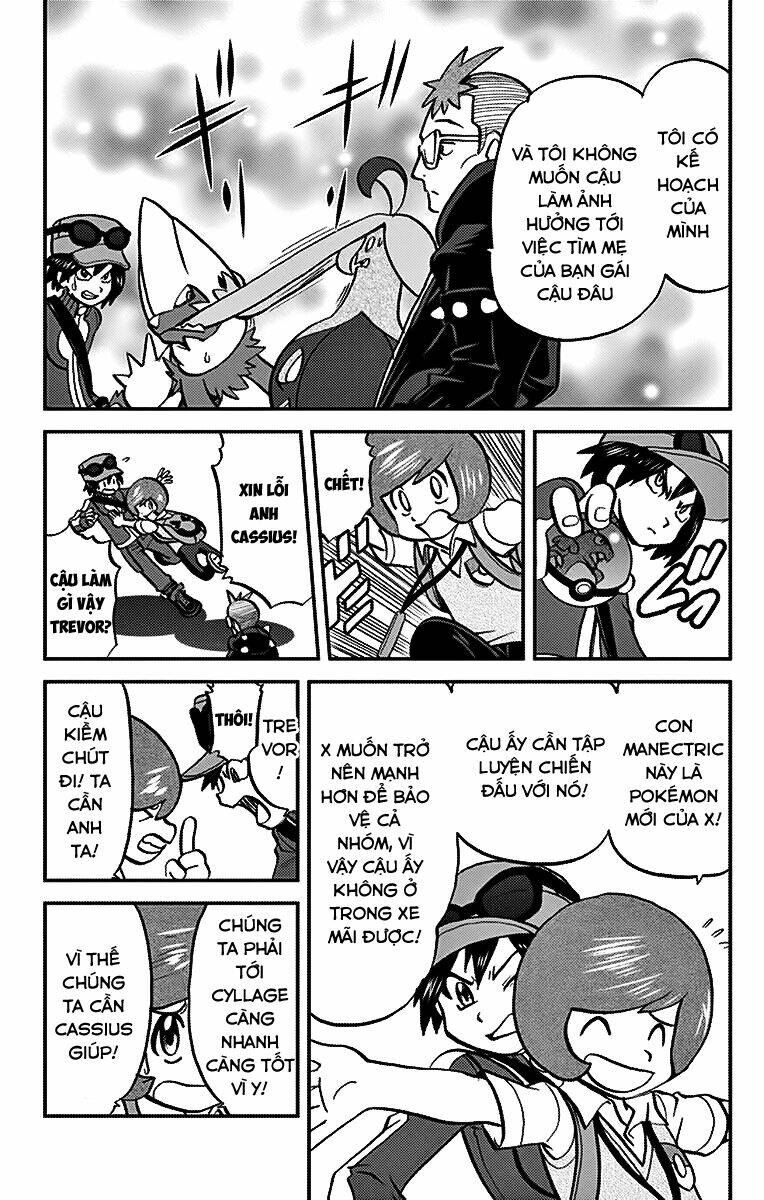 TÔI CÓ
KẾ
HOẠCH
CỦA
MÌNH
VÀ TÔI KHÔNG
MUỐN CẬU
LÀM ẢNH
HƯỞNG TỚI
VIỆC TÌM MẸ
CỦA BẠN GÁI
CẬU ĐÂU
CHẾT!
XIN LỖI
ANH
CASSIUS!
CẬU LÀM
GÌ VẬY
TREVOR?
CON
MANECTRIC
NÀY LÀ
POKÉMON
MỚI CỦA X!
CẬU ẤY CẦN TẬP
LUYỆN CHIẾN
ĐẤU VỚI NÓ!
X MUỐN TRỞ
NÊN MẠNH
HƠN ĐỂ BẢO
VỆ CẢ
NHÓM, VÌ
VẬY CẬU ẤY
KHÔNG Ở
TRONG XE
MÃI ĐƯỢC!
TRE
VOR!
THÔI!
CẬU
KIỀM
CHÚT
ĐI! TA
CẦN
ANH
TA!
CHÚNG
TA PHẢI
TỚI
CYLLAGE
CÀNG
NHANH
CÀNG TỐT
VÌ Y!
VÌ THẾ
CHÚNG
TA CẦN
CASSIUS
GIÚP!